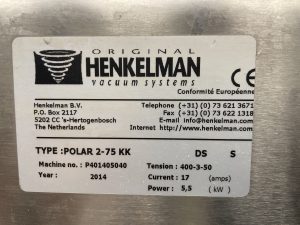 ORIGINAL
HENKELMAN
vacuum systems
CE
Conformité Européenne
Henkelman B.V.
P.O. Box 2117
5202 CC 's-Hertogenbosch
The Netherlands
Telephone (+31) (0) 73 621 3671
Fax (+31) (0) 73 622 1318
E-mail info@henkelman.com
Internet http://www.henkelman.com
TYPE :POLAR 2-75 KK DS S
Machine no. : P401405040 Tension : 400-3-50
Year : 2014 Current : 17 (amps)
Power : 5,5 (kW)